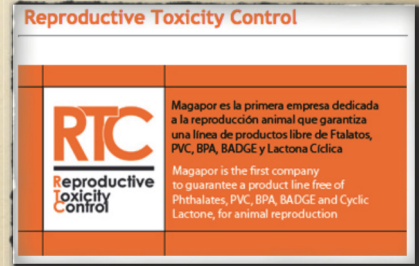 Reproductive Toxicity Control
RTC
Reproductive
Toxicity
Control
Magapor es la primera empresa dedicada
a la reproducción animal que garantiza
una línea de productos libre de Ftalatos,
PVC, BPA, BADGE y Lactona Cíclica
Magapor is the first company
to guarantee a product line free of
Phthalates, PVC, BPA, BADGE and Cyclic
Lactone, for animal reproduction